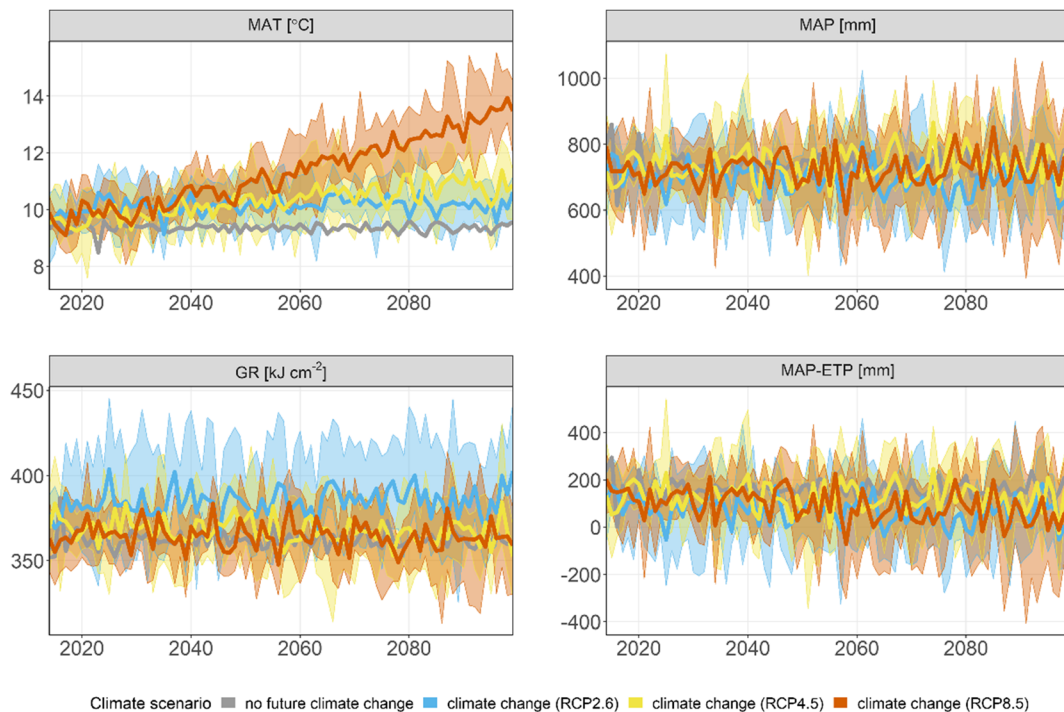 MAT [°C]
MAP [mm]
14
12
10
8
1000
800
600
400
2020 2040 2060 2080
2020 2040 2060 2080
GR [kJ cm⁻²]
MAP-ETP [mm]
450
400
350
400
200
0
-200
-400
2020 2040 2060 2080
2020 2040 2060 2080
Climate scenario no future climate change climate change (RCP2.6) climate change (RCP4.5) climate change (RCP8.5)